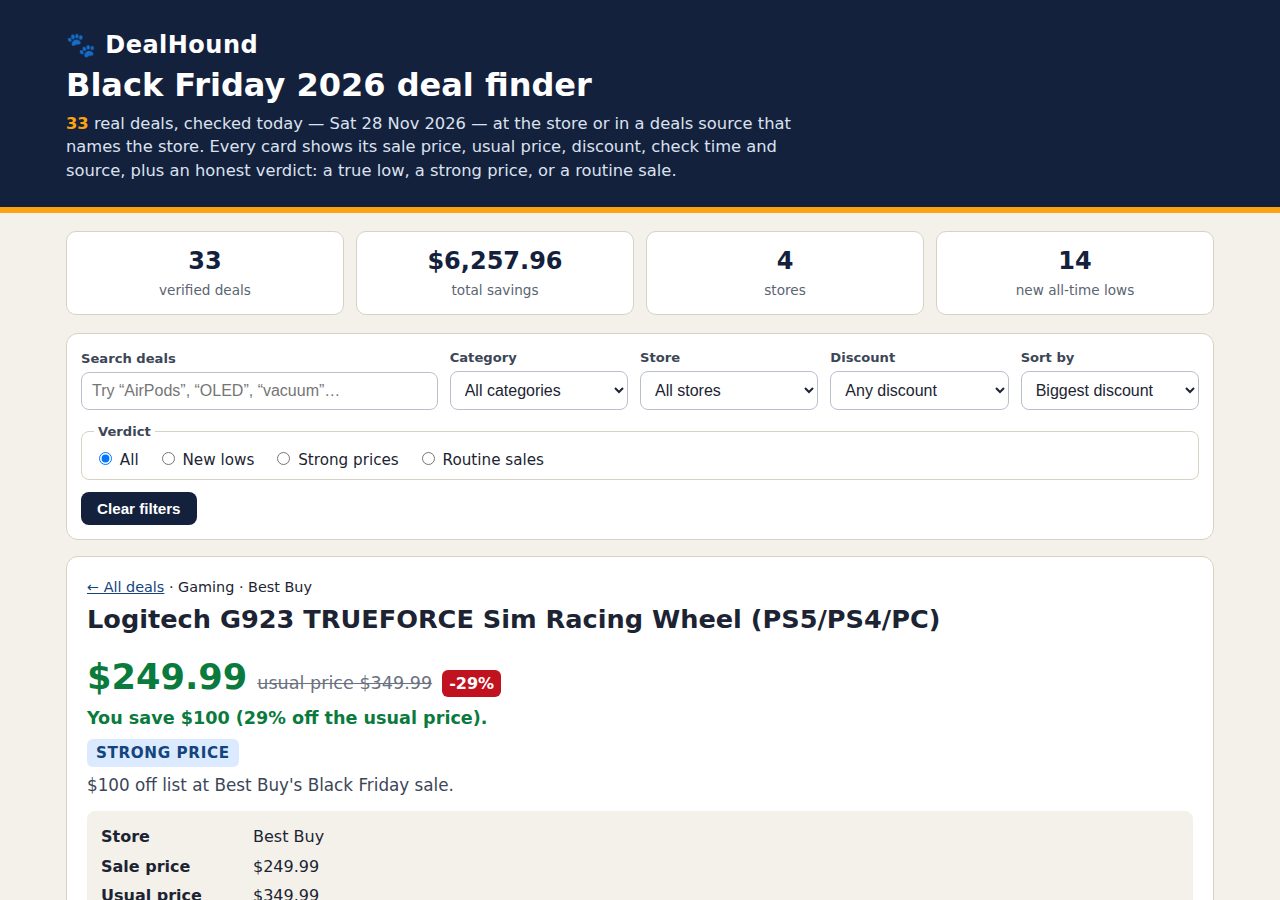 🐾 DealHound
Black Friday 2026 deal finder
33 real deals, checked today — Sat 28 Nov 2026 — at the store or in a deals source that
names the store. Every card shows its sale price, usual price, discount, check time and
source, plus an honest verdict: a true low, a strong price, or a routine sale.
33
verified deals
$6,257.96
total savings
4
stores
14
new all-time lows
Search deals
Try “AirPods”, “OLED”, “vacuum”…
Category
All categories
Store
All stores
Discount
Any discount
Sort by
Biggest discount
Verdict
All New lows Strong prices Routine sales
Clear filters
← All deals · Gaming · Best Buy
Logitech G923 TRUEFORCE Sim Racing Wheel (PS5/PS4/PC)
$249.99 usual price $349.99 -29%
You save $100 (29% off the usual price).
STRONG PRICE
$100 off list at Best Buy's Black Friday sale.
Store Best Buy
Sale price $249.99
Usual price $349.99